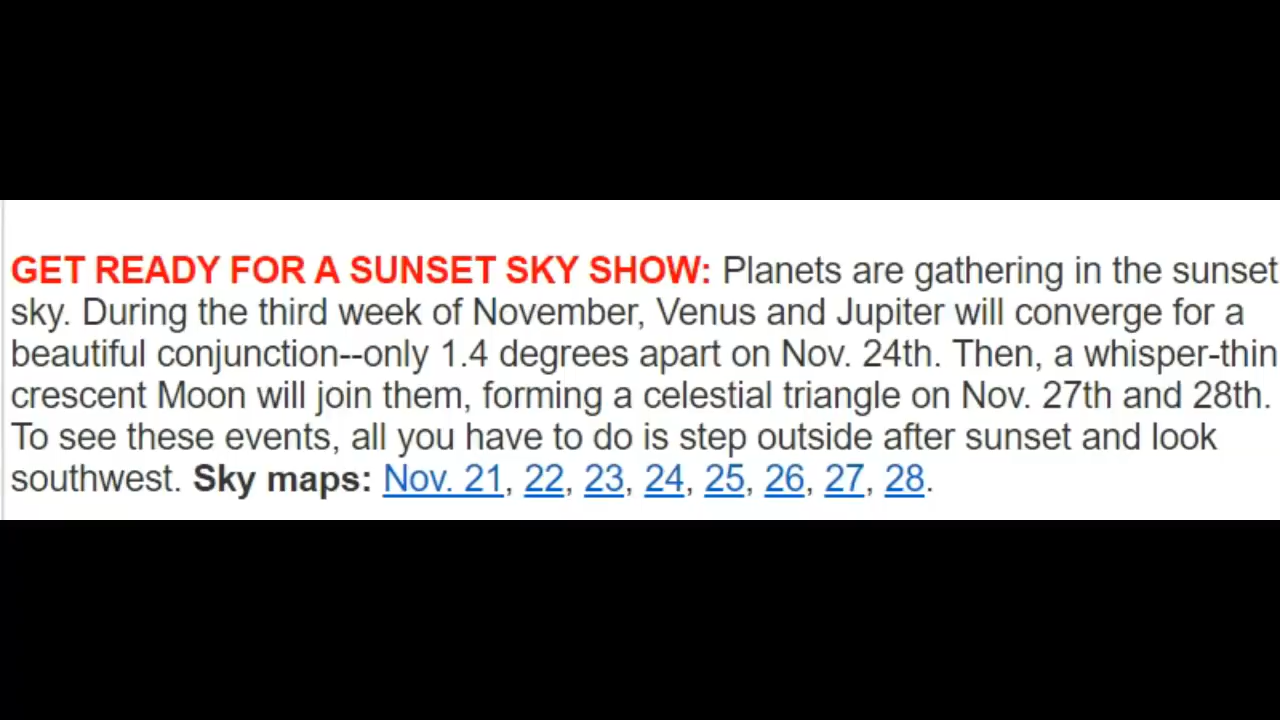 GET READY FOR A SUNSET SKY SHOW: Planets are gathering in the sunset
sky. During the third week of November, Venus and Jupiter will converge for a
beautiful conjunction--only 1.4 degrees apart on Nov. 24th. Then, a whisper-thin
crescent Moon will join them, forming a celestial triangle on Nov. 27th and 28th.
To see these events, all you have to do is step outside after sunset and look
southwest. Sky maps: Nov. 21, 22, 23, 24, 25, 26, 27, 28.